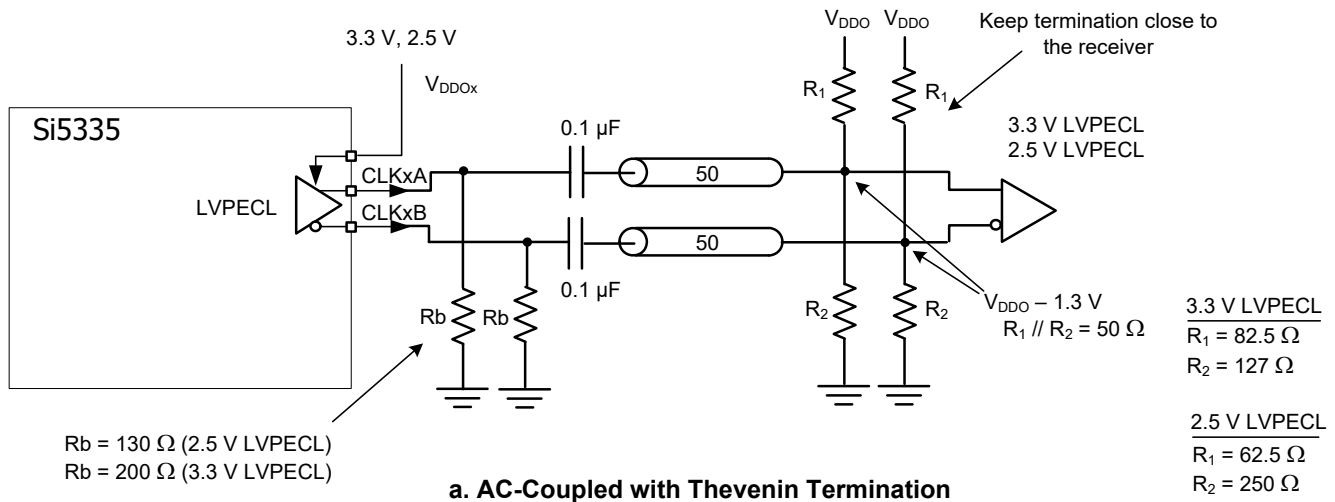 3.3 V, 2.5 V
VDDOx
VDDO VDDO
Keep termination close to
the receiver
Si5335
R1
R1
3.3 V LVPECL
2.5 V LVPECL
0.1 µF
CLKxA
50
LVPECL
CLKxB
50
0.1 µF
Rb
Rb
R2
R2
VDDO – 1.3 V
R1 // R2 = 50 Ω
3.3 V LVPECL
R1 = 82.5 Ω
R2 = 127 Ω
2.5 V LVPECL
R1 = 62.5 Ω
R2 = 250 Ω
Rb = 130 Ω (2.5 V LVPECL)
Rb = 200 Ω (3.3 V LVPECL)
a. AC-Coupled with Thevenin Termination